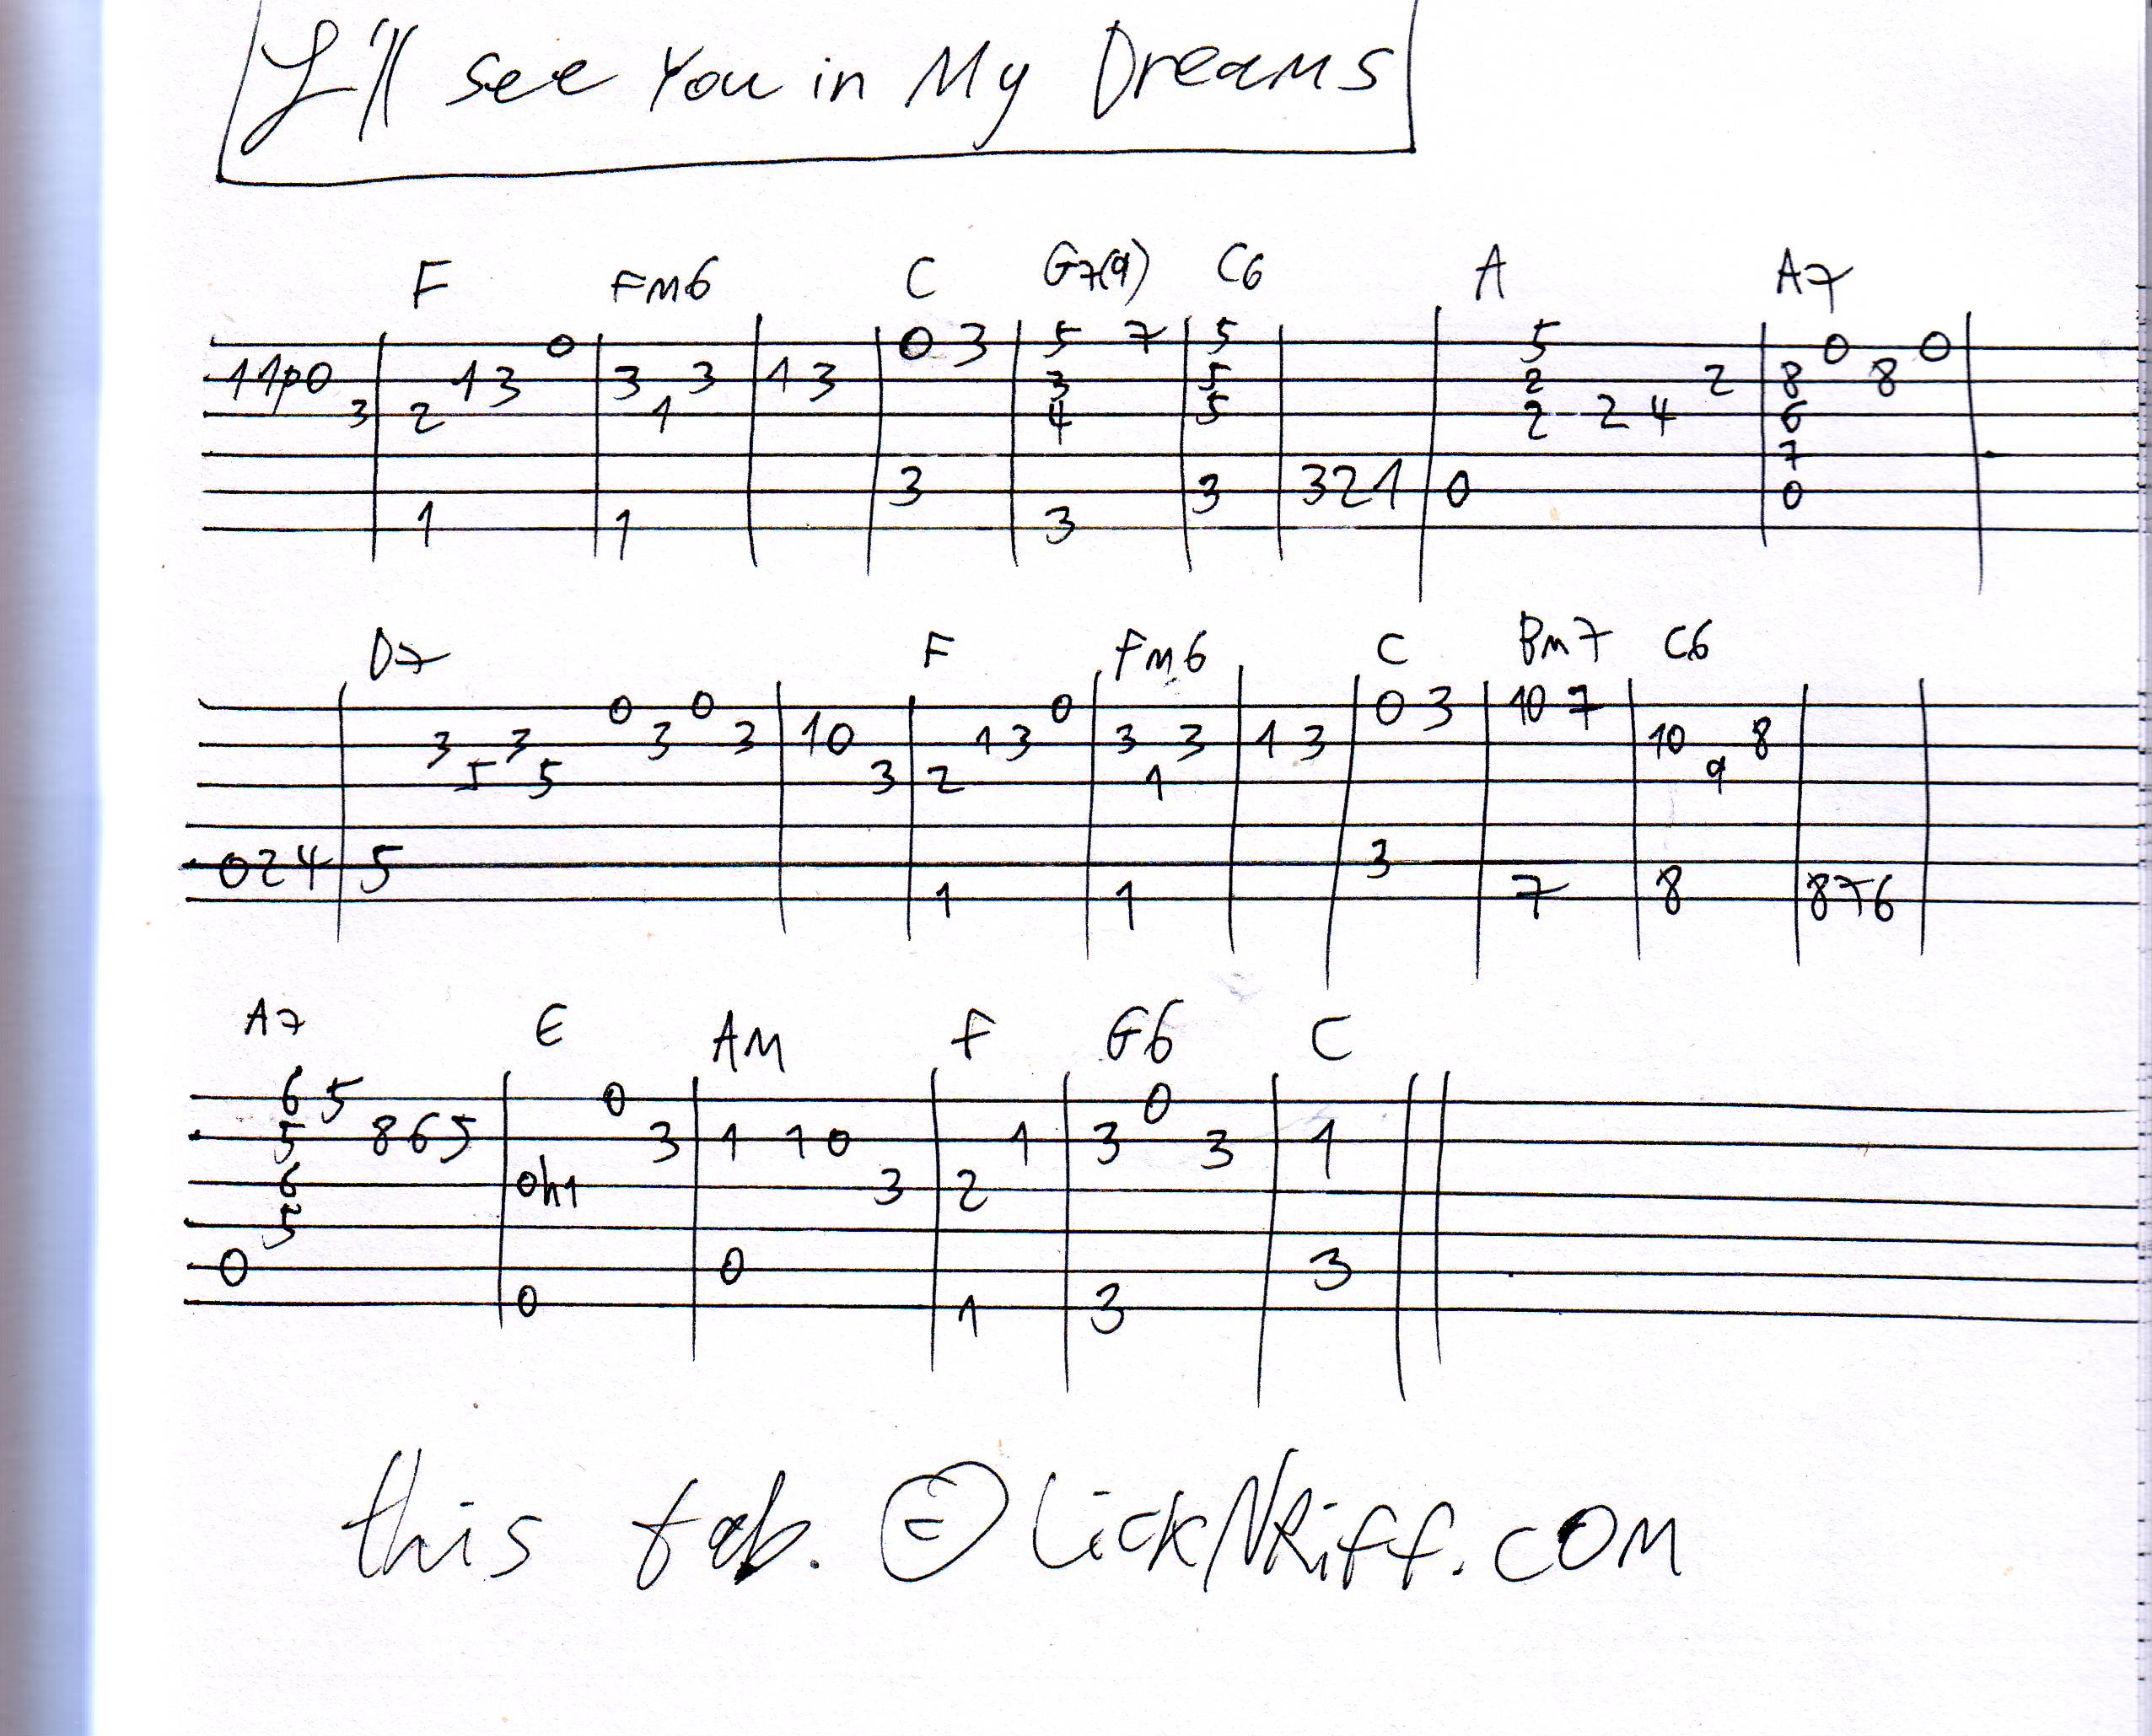 I'll see You in My Dreams
F Fm6 C G7(9) C6 A A7
0 0 3 5 7 5 5 0 0
1 1p0 1 3 3 3 1 3 3 5 2 2 8 8
3 2 1 4 5 2 2 4 6
7
3 3 3 2 1 0 0
1 1 3
D7 F Fm6 C Bm7 C6
0 0 0 0 3 10 7
3 3 3 3 1 0 1 3 3 3 1 3 10 8
5 5 3 2 1 9
0 2 4 5 3
1 1 7 8 8 7 6
A7 E Am F G6 C
6 5 0 0
5 8 6 5 3 1 1 0 1 3 3 1
6 0h1 3 2
5
0 0 3
0 1 3
this tab. © LickNRiff.com